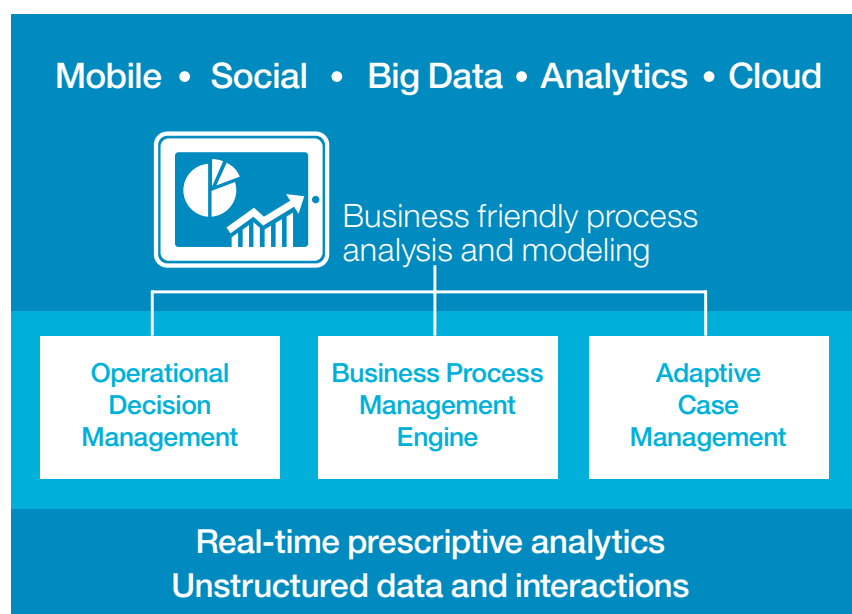 Mobile • Social • Big Data • Analytics • Cloud
Business friendly process
analysis and modeling
Operational
Decision
Management
Business Process
Management
Engine
Adaptive
Case
Management
Real-time prescriptive analytics
Unstructured data and interactions